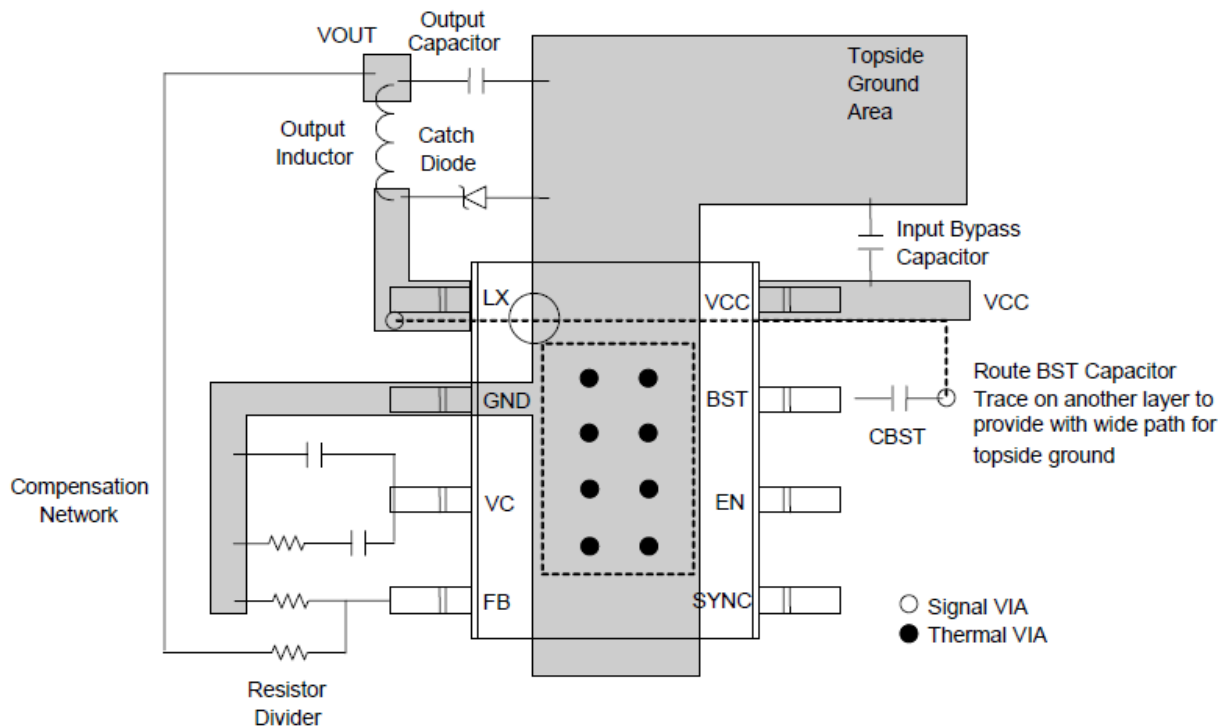 VOUT
Output
Capacitor
Topside
Ground
Area
Output
Inductor
Catch
Diode
Input Bypass
Capacitor
LX
VCC
VCC
GND
BST
CBST
Route BST Capacitor
Trace on another layer to
provide with wide path for
topside ground
Compensation
Network
VC
EN
FB
SYNC
Signal VIA
Thermal VIA
Resistor
Divider